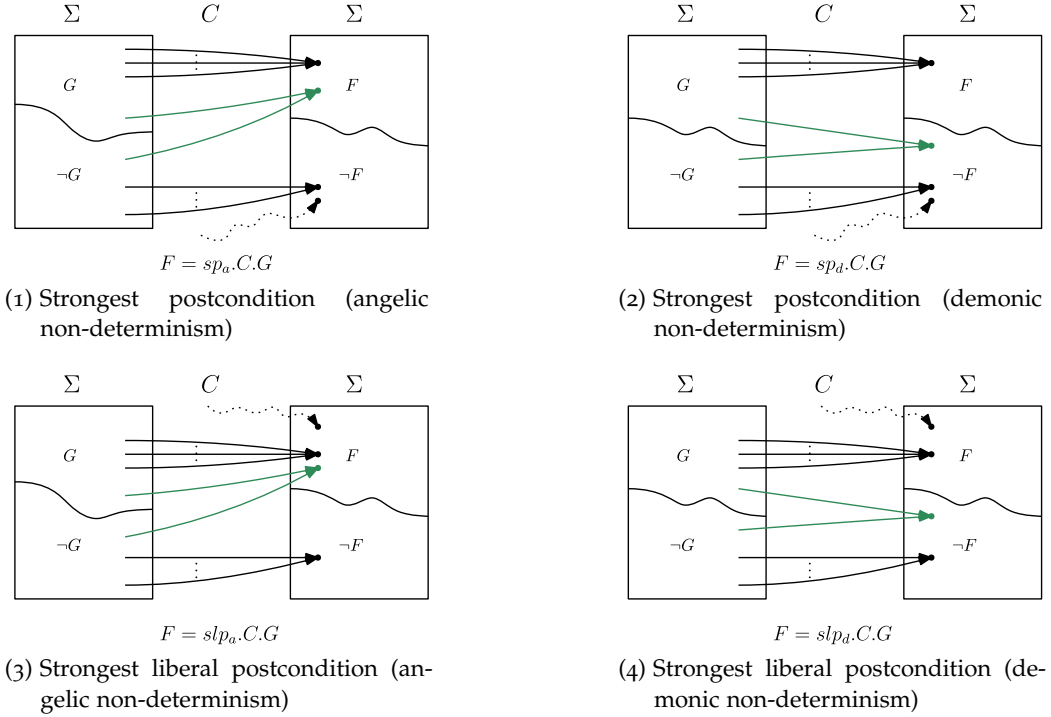 Σ C Σ
G
F
¬G
¬F
F = sp_a.C.G
(1) Strongest postcondition (angelic
non-determinism)
Σ C Σ
G
F
¬G
¬F
F = sp_d.C.G
(2) Strongest postcondition (demonic
non-determinism)
Σ C Σ
G
F
¬G
¬F
F = slp_a.C.G
(3) Strongest liberal postcondition (an-
gelic non-determinism)
Σ C Σ
G
F
¬G
¬F
F = slp_d.C.G
(4) Strongest liberal postcondition (de-
monic non-determinism)